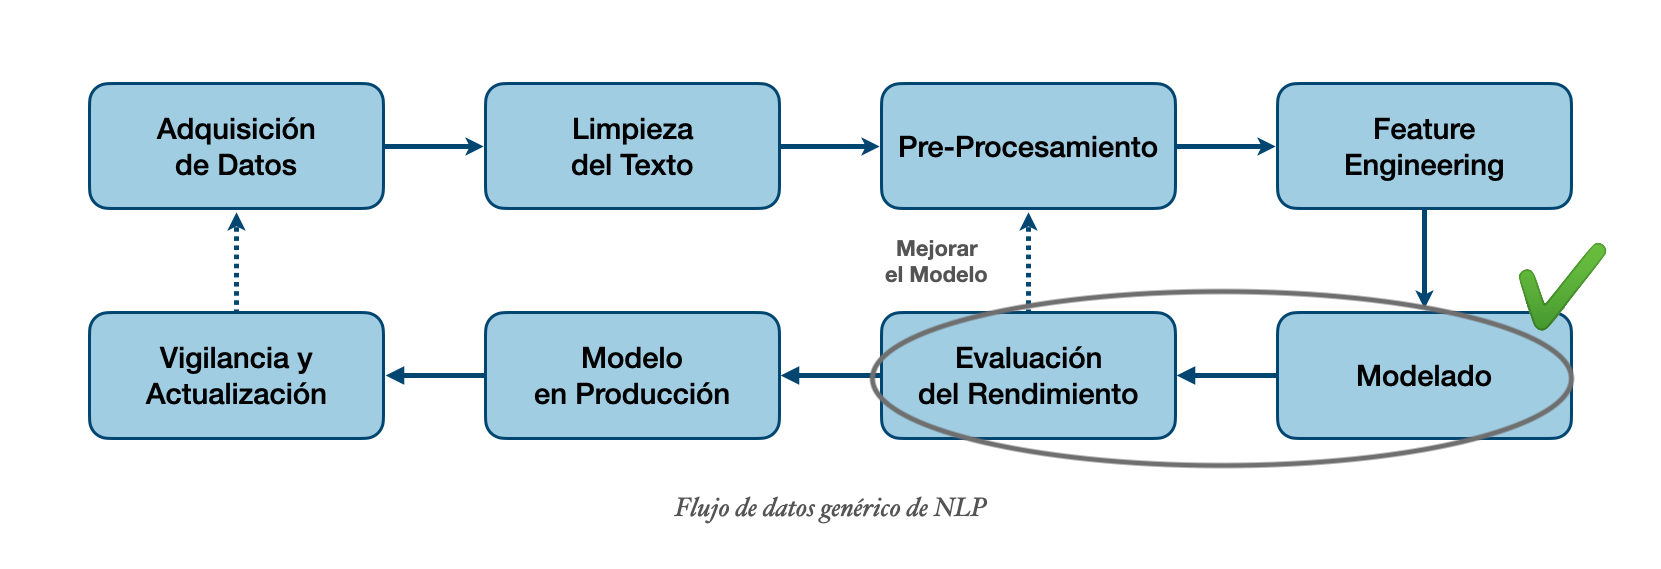 Adquisición
de Datos
Limpieza
del Texto
Pre-Procesamiento
Feature
Engineering
Mejorar
el Modelo
Vigilancia y
Actualización
Modelo
en Producción
Evaluación
del Rendimiento
Modelado
Flujo de datos genérico de NLP